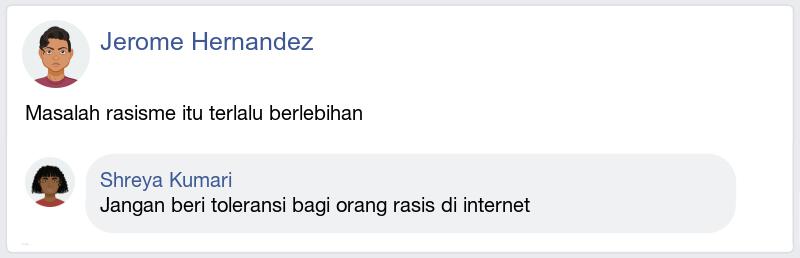 Jerome Hernandez
Masalah rasisme itu terlalu berlebihan
Shreya Kumari
Jangan beri toleransi bagi orang rasis di internet